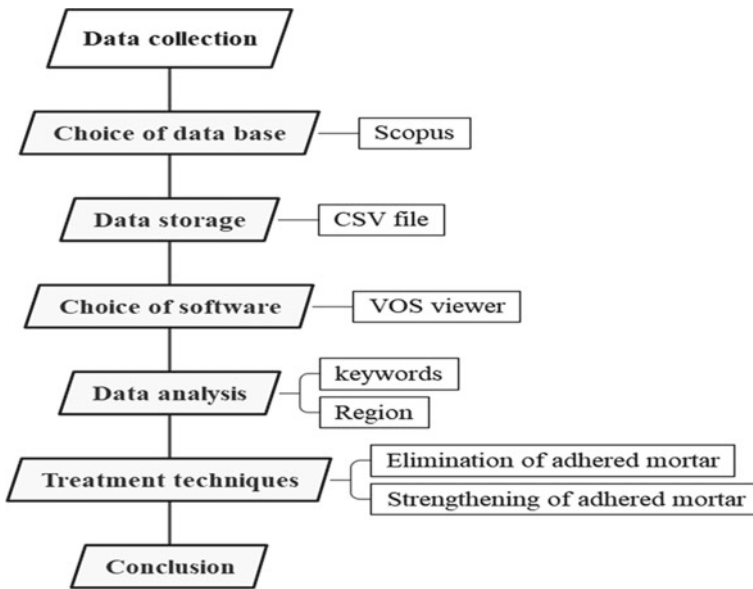 Data collection
Choice of data base
Scopus
Data storage
CSV file
Choice of software
VOS viewer
Data analysis
keywords
Region
Treatment techniques
Elimination of adhered mortar
Strengthening of adhered mortar
Conclusion